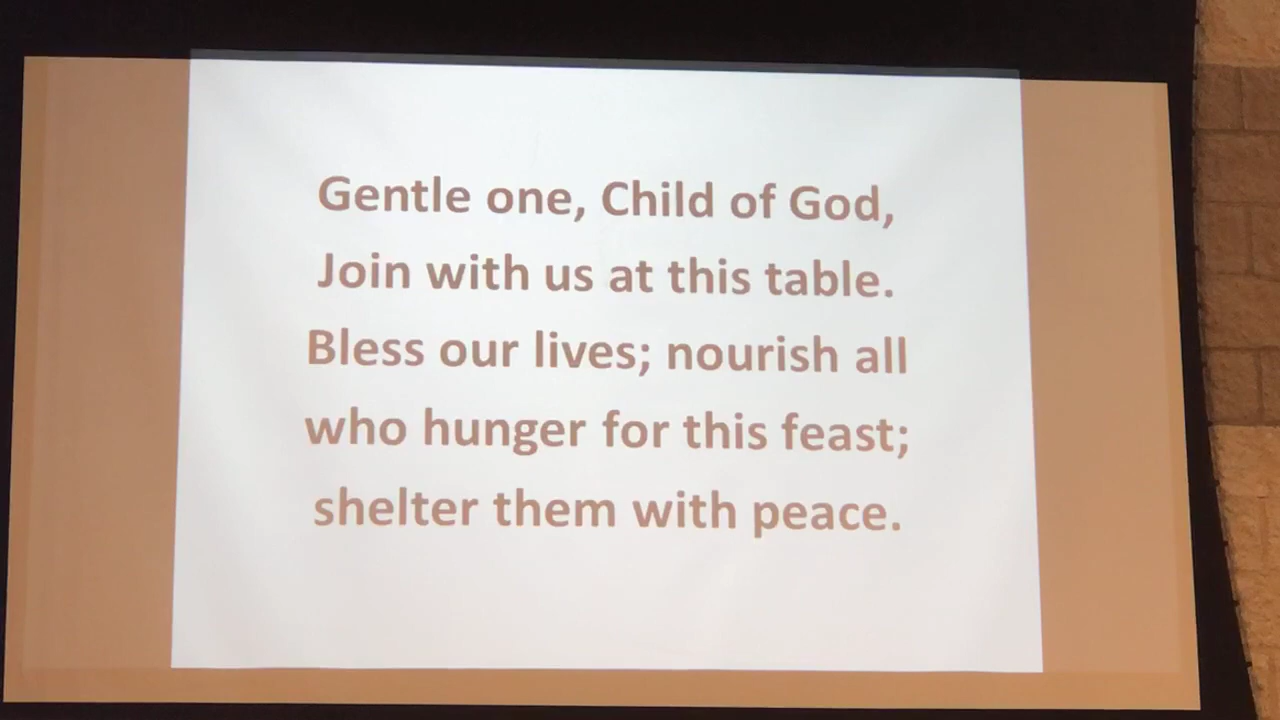 Gentle one, Child of God,
Join with us at this table.
Bless our lives; nourish all
who hunger for this feast;
shelter them with peace.